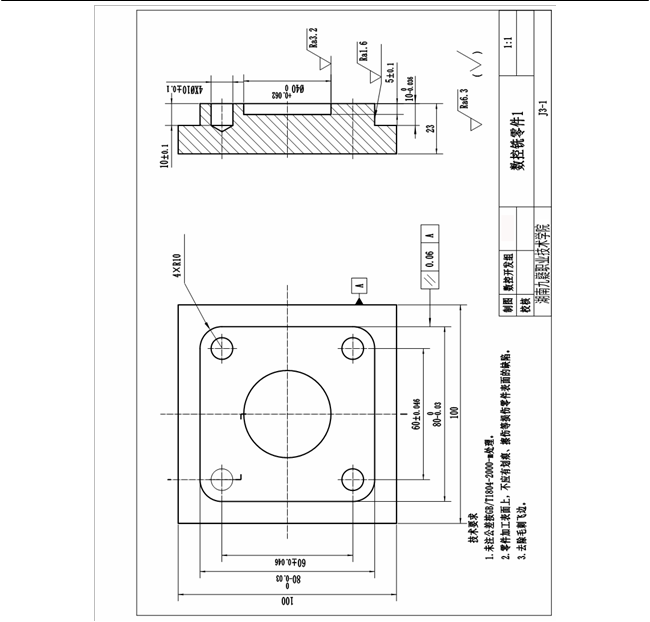 4X∅10±0.1
∅40 +0.062 0
Ra3.2
Ra1.6
5±0.1
10 0 -0.036
10±0.1
23
Ra6.3
( )
4×R10
A
0.06 A
60±0.046
80 0 -0.03
100
60±0.046
80 0 -0.03
100
技术要求
1.未注公差按GB/T1804-2000-m处理。
2.零件加工表面上，不应有划痕、擦伤等损伤零件表面的缺陷。
3.去除毛刺飞边。
数控铣零件1
1:1
J3-1
制图 数控开发组
校核
湖南九嶷职业技术学院